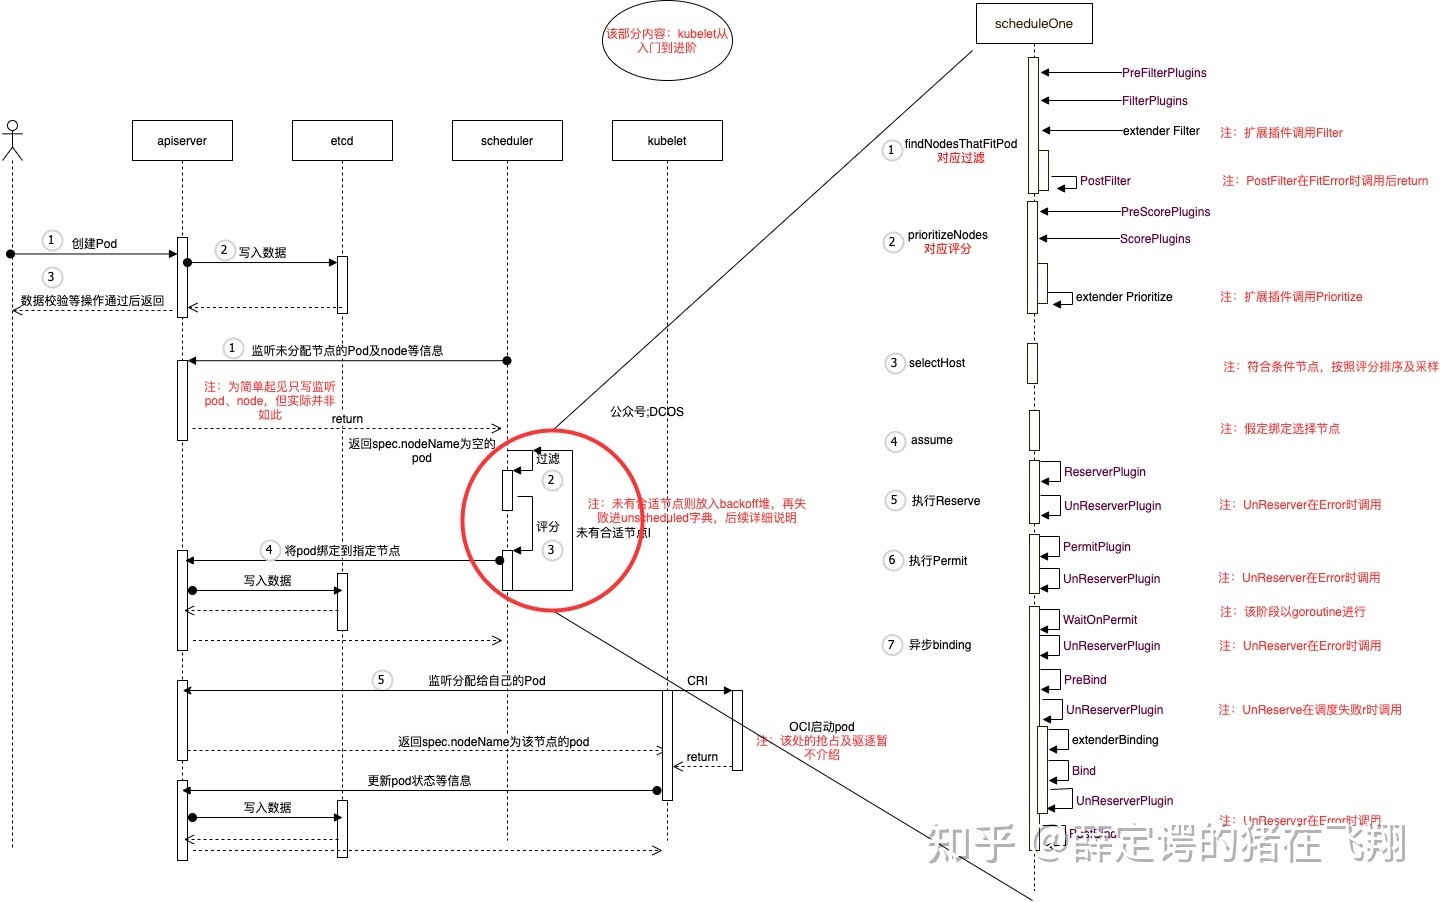 该部分内容：kubelet从
入门到进阶
scheduleOne
apiserver
etcd
scheduler
kubelet
1
创建Pod
2
写入数据
3
数据校验等操作通过后返回
1
监听未分配节点的Pod及node等信息
注：为简单起见只写监听
pod、node，但实际并非
如此
return
返回spec.nodeName为空的
pod
公众号;DCOS
过滤
2
注：未有合适节点则放入backoff堆，再失
败进unscheduled字典，后续详细说明
评分
未有合适节点l
3
4
将pod绑定到指定节点
写入数据
5
监听分配给自己的Pod
CRI
OCI启动pod
注：该处的抢占及驱逐暂
不介绍
返回spec.nodeName为该节点的pod
return
更新pod状态等信息
写入数据
PreFilterPlugins
FilterPlugins
extender Filter
注：扩展插件调用Filter
1
findNodesThatFitPod
对应过滤
PostFilter
注：PostFilter在FitError时调用后return
PreScorePlugins
2
prioritizeNodes
对应评分
ScorePlugins
extender Prioritize
注：扩展插件调用Prioritize
3
selectHost
注：符合条件节点，按照评分排序及采样
4
assume
注：假定绑定选择节点
ReserverPlugin
5
执行Reserve
UnReserverPlugin
注：UnReserver在Error时调用
PermitPlugin
6
执行Permit
UnReserverPlugin
注：UnReserver在Error时调用
WaitOnPermit
注：该阶段以goroutine进行
7
异步binding
UnReserverPlugin
注：UnReserver在Error时调用
PreBind
UnReserverPlugin
注：UnReserve在调度失败r时调用
extenderBinding
Bind
UnReserverPlugin
注：UnReserver在Error时调用
PostBind
知乎 @薛定谔的猪在飞翔